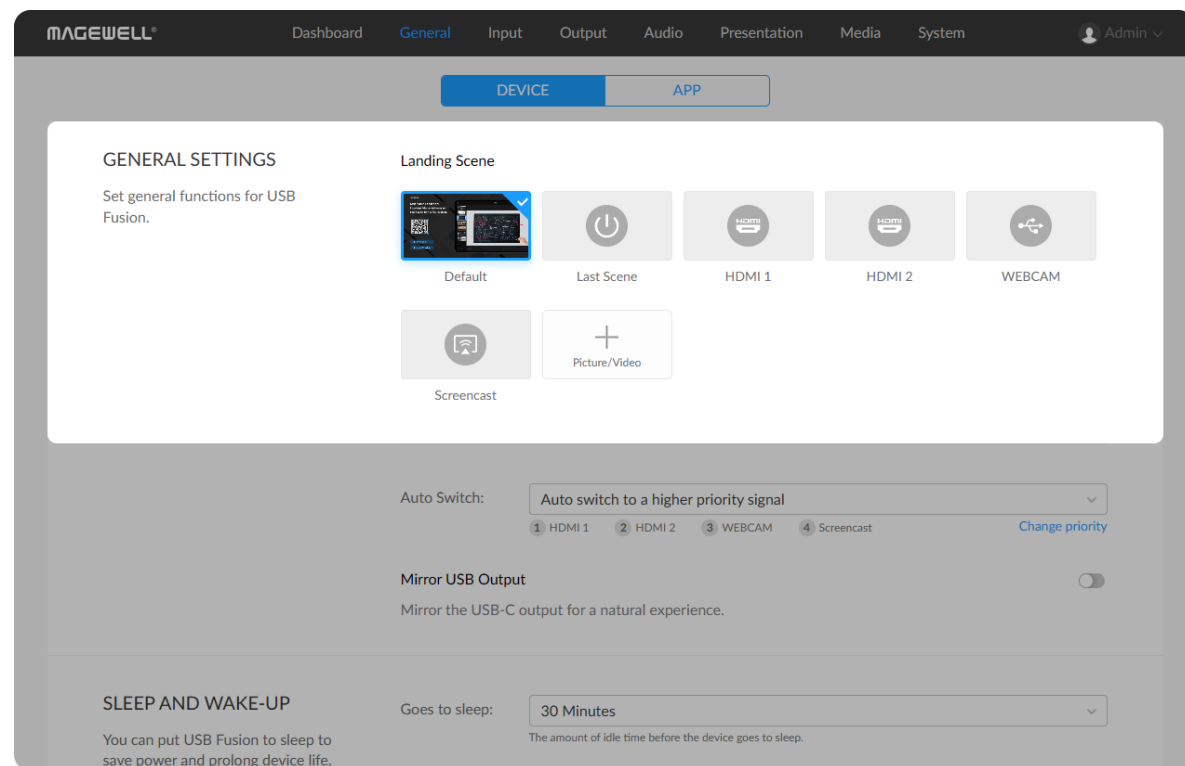 MAGEWELL®
Dashboard General Input Output Audio Presentation Media System Admin
DEVICE APP
GENERAL SETTINGS
Set general functions for USB
Fusion.
Landing Scene
Default Last Scene HDMI 1 HDMI 2 WEBCAM
Picture/Video
Screencast
Auto Switch: Auto switch to a higher priority signal
1 HDMI 1 2 HDMI 2 3 WEBCAM 4 Screencast Change priority
Mirror USB Output
Mirror the USB-C output for a natural experience.
SLEEP AND WAKE-UP
You can put USB Fusion to sleep to
save power and prolong device life.
Goes to sleep: 30 Minutes
The amount of idle time before the device goes to sleep.